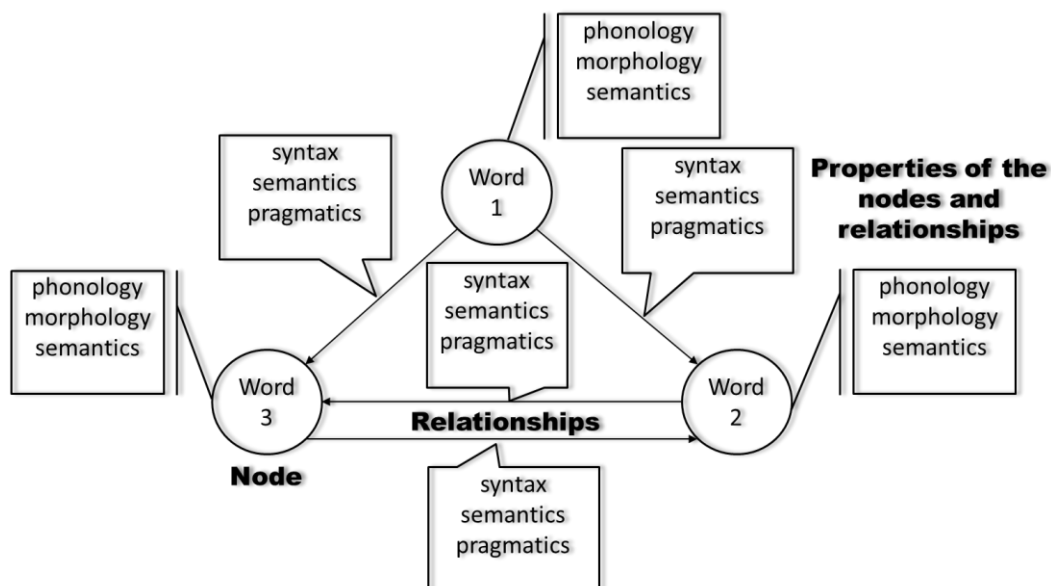 phonology
morphology
semantics
syntax
semantics
pragmatics
Word
1
syntax
semantics
pragmatics
Properties of the
nodes and
relationships
phonology
morphology
semantics
syntax
semantics
pragmatics
phonology
morphology
semantics
Word
3
Word
2
Relationships
Node
syntax
semantics
pragmatics